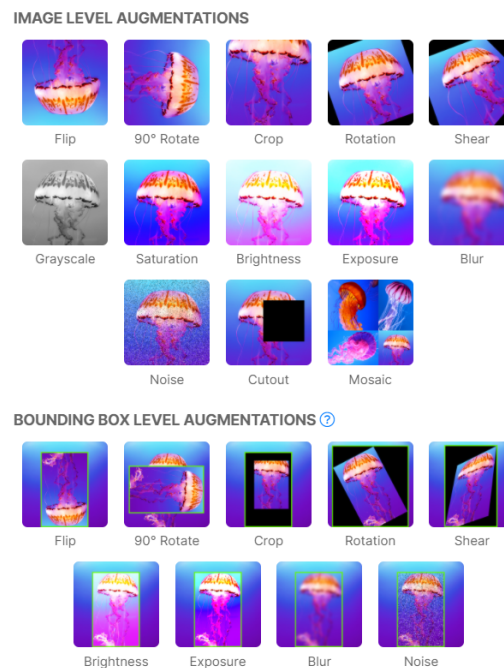 IMAGE LEVEL AUGMENTATIONS
Flip
90° Rotate
Crop
Rotation
Shear
Grayscale
Saturation
Brightness
Exposure
Blur
Noise
Cutout
Mosaic
BOUNDING BOX LEVEL AUGMENTATIONS ?
Flip
90° Rotate
Crop
Rotation
Shear
Brightness
Exposure
Blur
Noise